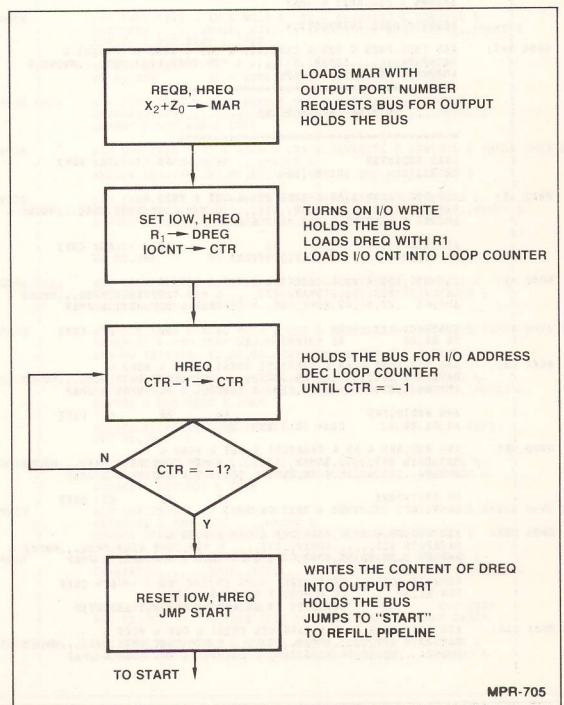 REQB, HREQ
X2+Z0 → MAR
LOADS MAR WITH
OUTPUT PORT NUMBER
REQUESTS BUS FOR OUTPUT
HOLDS THE BUS
SET IOW, HREQ
R1 → DREG
IOCNT → CTR
TURNS ON I/O WRITE
HOLDS THE BUS
LOADS DREQ WITH R1
LOADS I/O CNT INTO LOOP COUNTER
HREQ
CTR−1 → CTR
HOLDS THE BUS FOR I/O ADDRESS
DEC LOOP COUNTER
UNTIL CTR = −1
N
CTR = −1?
Y
RESET IOW, HREQ
JMP START
WRITES THE CONTENT OF DREQ
INTO OUTPUT PORT
HOLDS THE BUS
JUMPS TO "START"
TO REFILL PIPELINE
TO START
MPR-705